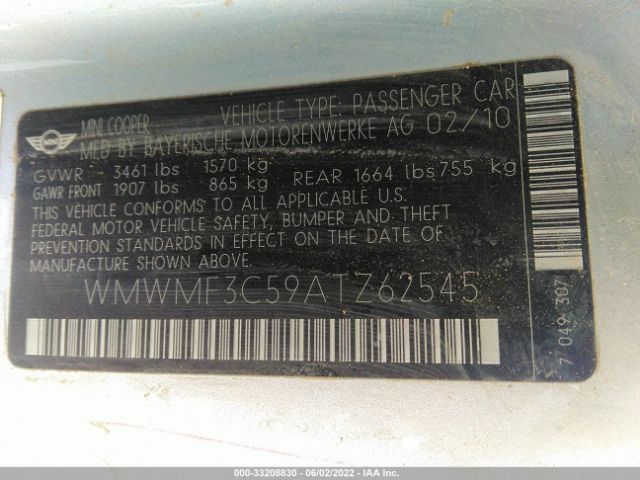 MINI
MINI COOPER VEHICLE TYPE: PASSENGER CAR
MFD BY BAYERISCHE MOTORENWERKE AG 02/10
GVWR 3461 lbs 1570 kg
GAWR FRONT 1907 lbs 865 kg REAR 1664 lbs 755 kg
THIS VEHICLE CONFORMS TO ALL APPLICABLE U.S.
FEDERAL MOTOR VEHICLE SAFETY, BUMPER AND THEFT
PREVENTION STANDARDS IN EFFECT ON THE DATE OF
MANUFACTURE SHOWN ABOVE.
WMWMF3C59ATZ62545
7 049 307
000-33208830 - 06/02/2022 - IAA Inc.